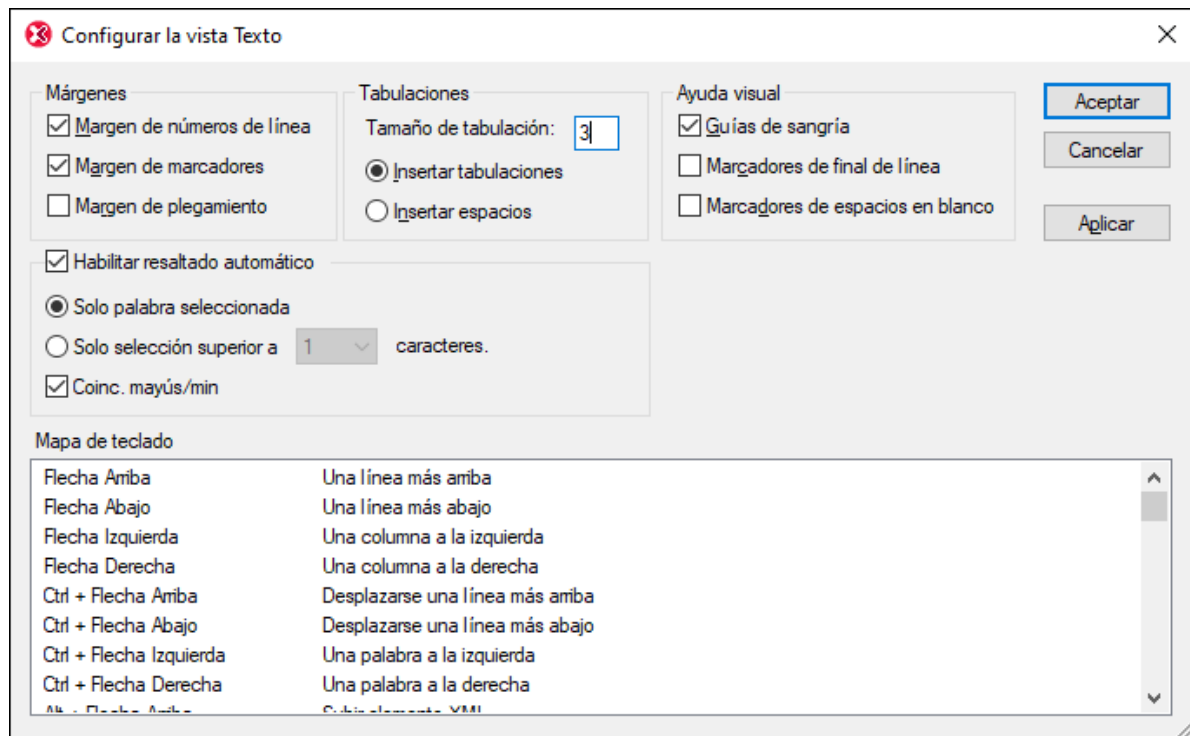 Configurar la vista Texto
Márgenes
Margen de números de línea
Margen de marcadores
Margen de plegamiento
Tabulaciones
Tamaño de tabulación: 3
Insertar tabulaciones
Insertar espacios
Ayuda visual
Guías de sangría
Marcadores de final de línea
Marcadores de espacios en blanco
Aceptar
Cancelar
Aplicar
Habilitar resaltado automático
Solo palabra seleccionada
Solo selección superior a 1 caracteres.
Coinc. mayús/min
Mapa de teclado
Flecha Arriba Una línea más arriba
Flecha Abajo Una línea más abajo
Flecha Izquierda Una columna a la izquierda
Flecha Derecha Una columna a la derecha
Ctrl + Flecha Arriba Desplazarse una línea más arriba
Ctrl + Flecha Abajo Desplazarse una línea más abajo
Ctrl + Flecha Izquierda Una palabra a la izquierda
Ctrl + Flecha Derecha Una palabra a la derecha
Alt + Flecha Arriba Subir elemento XML